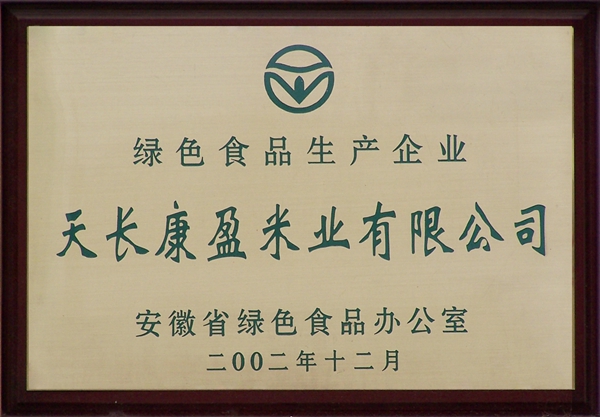 绿色食品生产企业
天长康盈米业有限公司
安徽省绿色食品办公室
二00二年十二月